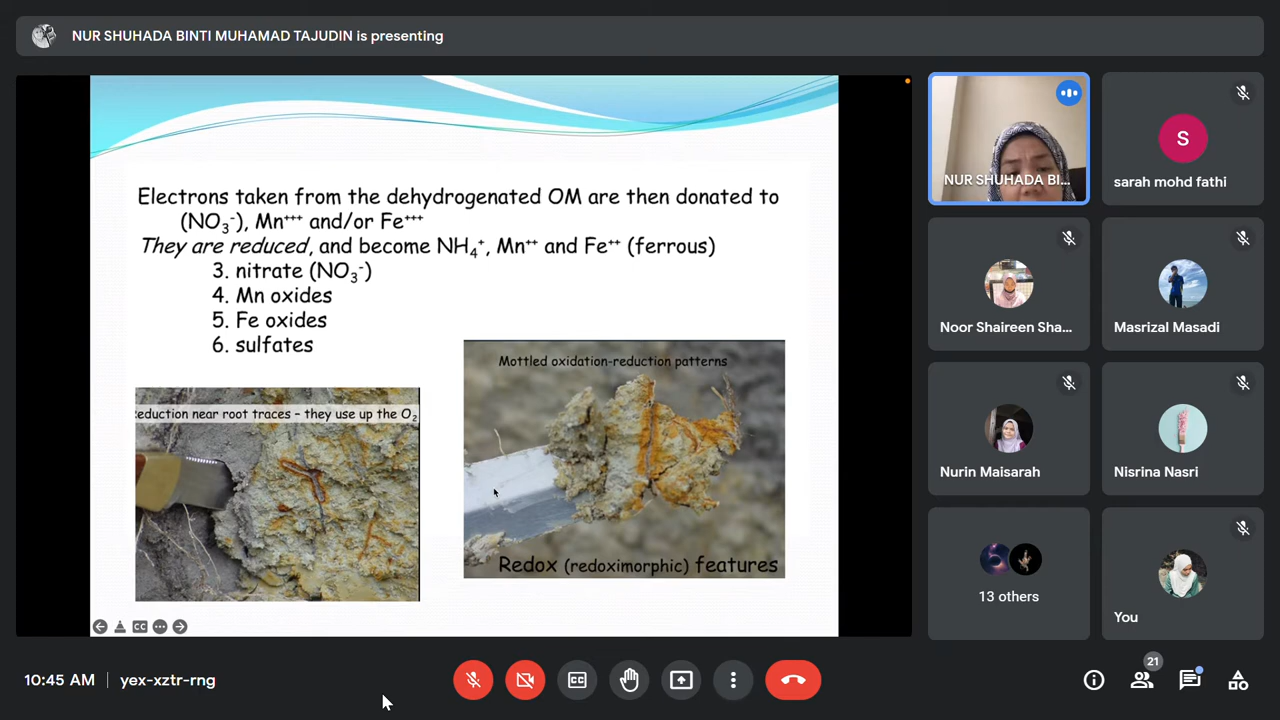 NUR SHUHADA BINTI MUHAMAD TAJUDIN is presenting
Electrons taken from the dehydrogenated OM are then donated to
(NO₃⁻), Mn⁺⁺⁺ and/or Fe⁺⁺⁺
They are reduced, and become NH₄⁺, Mn⁺⁺ and Fe⁺⁺ (ferrous)
3. nitrate (NO₃⁻)
4. Mn oxides
5. Fe oxides
6. sulfates
eduction near root traces – they use up the O₂
Mottled oxidation-reduction patterns
Redox (redoximorphic) features
CC
NUR SHUHADA BI...
S
sarah mohd fathi
Noor Shaireen Sha...
Masrizal Masadi
Nurin Maisarah
Nisrina Nasri
13 others
You
10:45 AM | yex-xztr-rng
CC
21